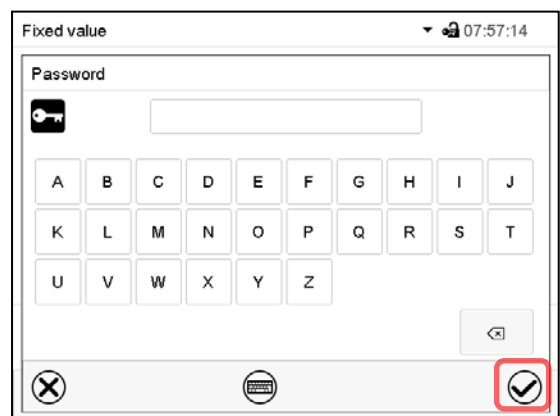 Fixed value 07:57:14
Password
A B C D E F G H I J
K L M N O P Q R S T
U V W X Y Z